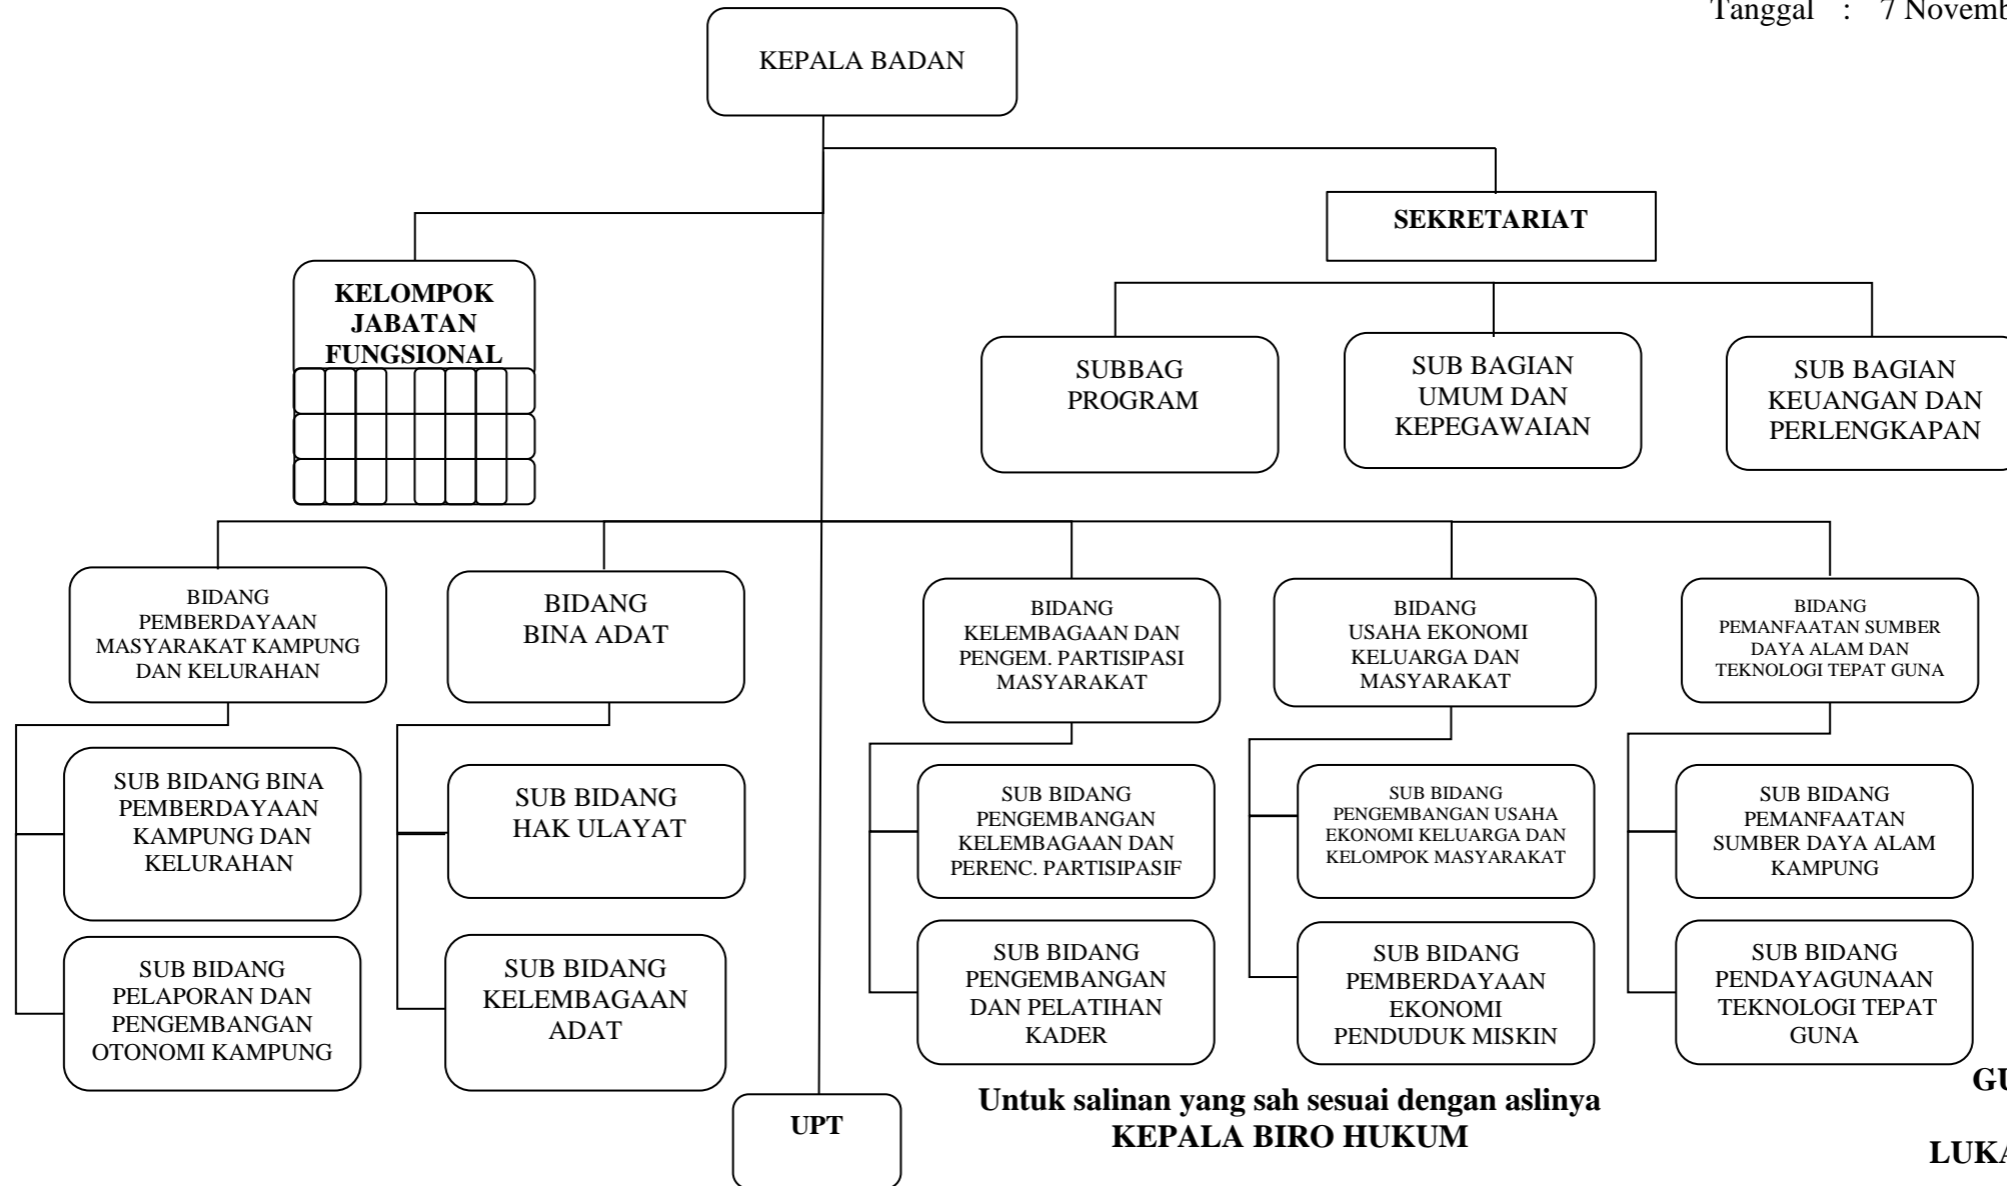 Tanggal : 7 Novemb
KEPALA BADAN
SEKRETARIAT
KELOMPOK
JABATAN
FUNGSIONAL
SUBBAG
PROGRAM
SUB BAGIAN
UMUM DAN
KEPEGAWAIAN
SUB BAGIAN
KEUANGAN DAN
PERLENGKAPAN
BIDANG
PEMBERDAYAAN
MASYARAKAT KAMPUNG
DAN KELURAHAN
BIDANG
BINA ADAT
BIDANG
KELEMBAGAAN DAN
PENGEM. PARTISIPASI
MASYARAKAT
BIDANG
USAHA EKONOMI
KELUARGA DAN
MASYARAKAT
BIDANG
PEMANFAATAN SUMBER
DAYA ALAM DAN
TEKNOLOGI TEPAT GUNA
SUB BIDANG BINA
PEMBERDAYAAN
KAMPUNG DAN
KELURAHAN
SUB BIDANG
HAK ULAYAT
SUB BIDANG
PENGEMBANGAN
KELEMBAGAAN DAN
PERENC. PARTISIPASIF
SUB BIDANG
PENGEMBANGAN USAHA
EKONOMI KELUARGA DAN
KELOMPOK MASYARAKAT
SUB BIDANG
PEMANFAATAN
SUMBER DAYA ALAM
KAMPUNG
SUB BIDANG
PELAPORAN DAN
PENGEMBANGAN
OTONOMI KAMPUNG
SUB BIDANG
KELEMBAGAAN
ADAT
SUB BIDANG
PENGEMBANGAN
DAN PELATIHAN
KADER
SUB BIDANG
PEMBERDAYAAN
EKONOMI
PENDUDUK MISKIN
SUB BIDANG
PENDAYAGUNAAN
TEKNOLOGI TEPAT
GUNA
UPT
Untuk salinan yang sah sesuai dengan aslinya
KEPALA BIRO HUKUM
GU
LUKA